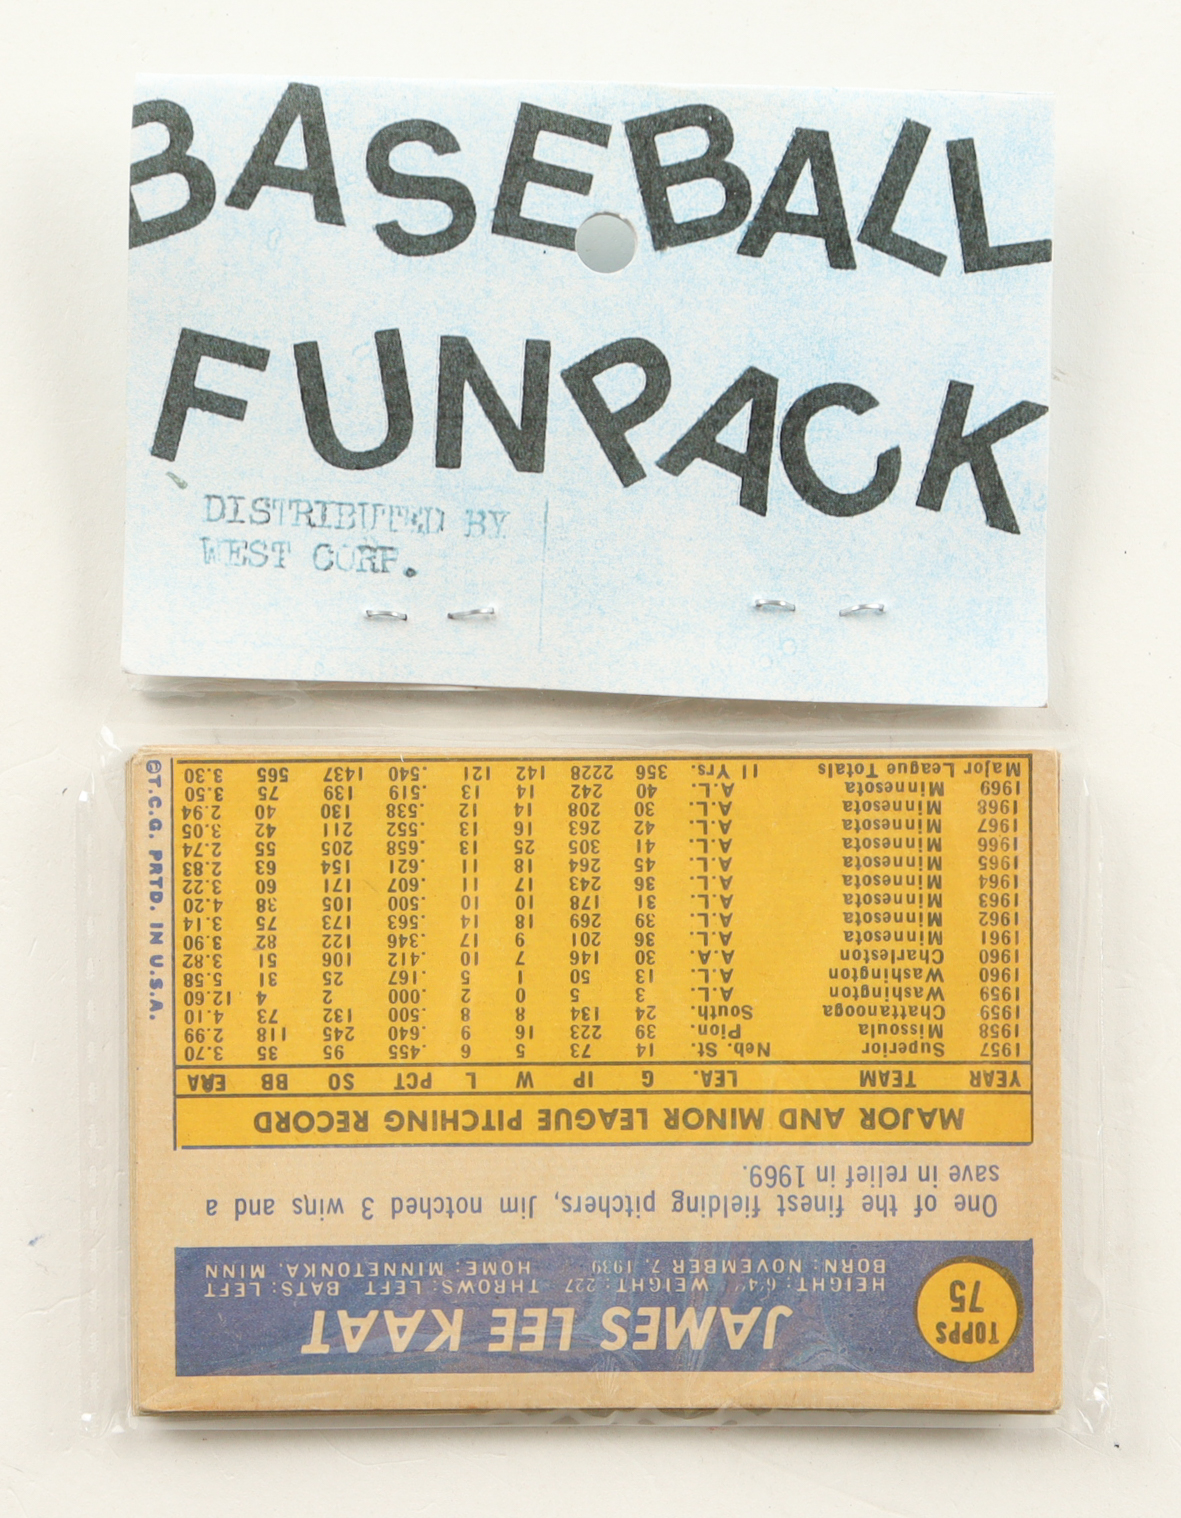 BASEBALL
FUNPACK
DISTRIBUTED BY
WEST CORP.
TOPPS
75
JAMES LEE KAAT
HEIGHT: 6'4" WEIGHT: 227 THROWS: LEFT BATS: LEFT
BORN: NOVEMBER 7, 1939 HOME: MINNETONKA, MINN
One of the finest fielding pitchers, Jim notched 3 wins and a
save in relief in 1969.
MAJOR AND MINOR LEAGUE PITCHING RECORD
YEAR TEAM LEA. G IP W L PCT SO BB ERA
1957 Superior Neb. St. 14 73 5 6 .455 95 35 3.70
1958 Missoula Pion. 39 223 16 9 .640 245 118 2.99
1959 Chattanooga South. 24 134 8 8 .500 132 73 4.10
1959 Washington A.L. 3 5 0 2 .000 2 4 12.60
1960 Washington A.L. 13 50 1 5 .167 25 31 5.58
1960 Charleston A.A. 30 146 7 10 .412 106 51 3.82
1961 Minnesota A.L. 36 201 9 17 .346 122 82 3.90
1962 Minnesota A.L. 39 269 18 14 .563 173 75 3.14
1963 Minnesota A.L. 31 178 10 10 .500 105 38 4.20
1964 Minnesota A.L. 36 243 17 11 .607 171 60 3.22
1965 Minnesota A.L. 45 264 18 11 .621 154 63 2.83
1966 Minnesota A.L. 41 305 25 13 .658 205 55 2.74
1967 Minnesota A.L. 42 263 16 13 .552 211 42 3.05
1968 Minnesota A.L. 30 208 14 12 .538 130 40 2.94
1969 Minnesota A.L. 40 242 14 13 .519 139 75 3.50
Major League Totals 11 Yrs. 356 2228 142 121 .540 1437 565 3.30
©T.C.G. PRTD. IN U.S.A.